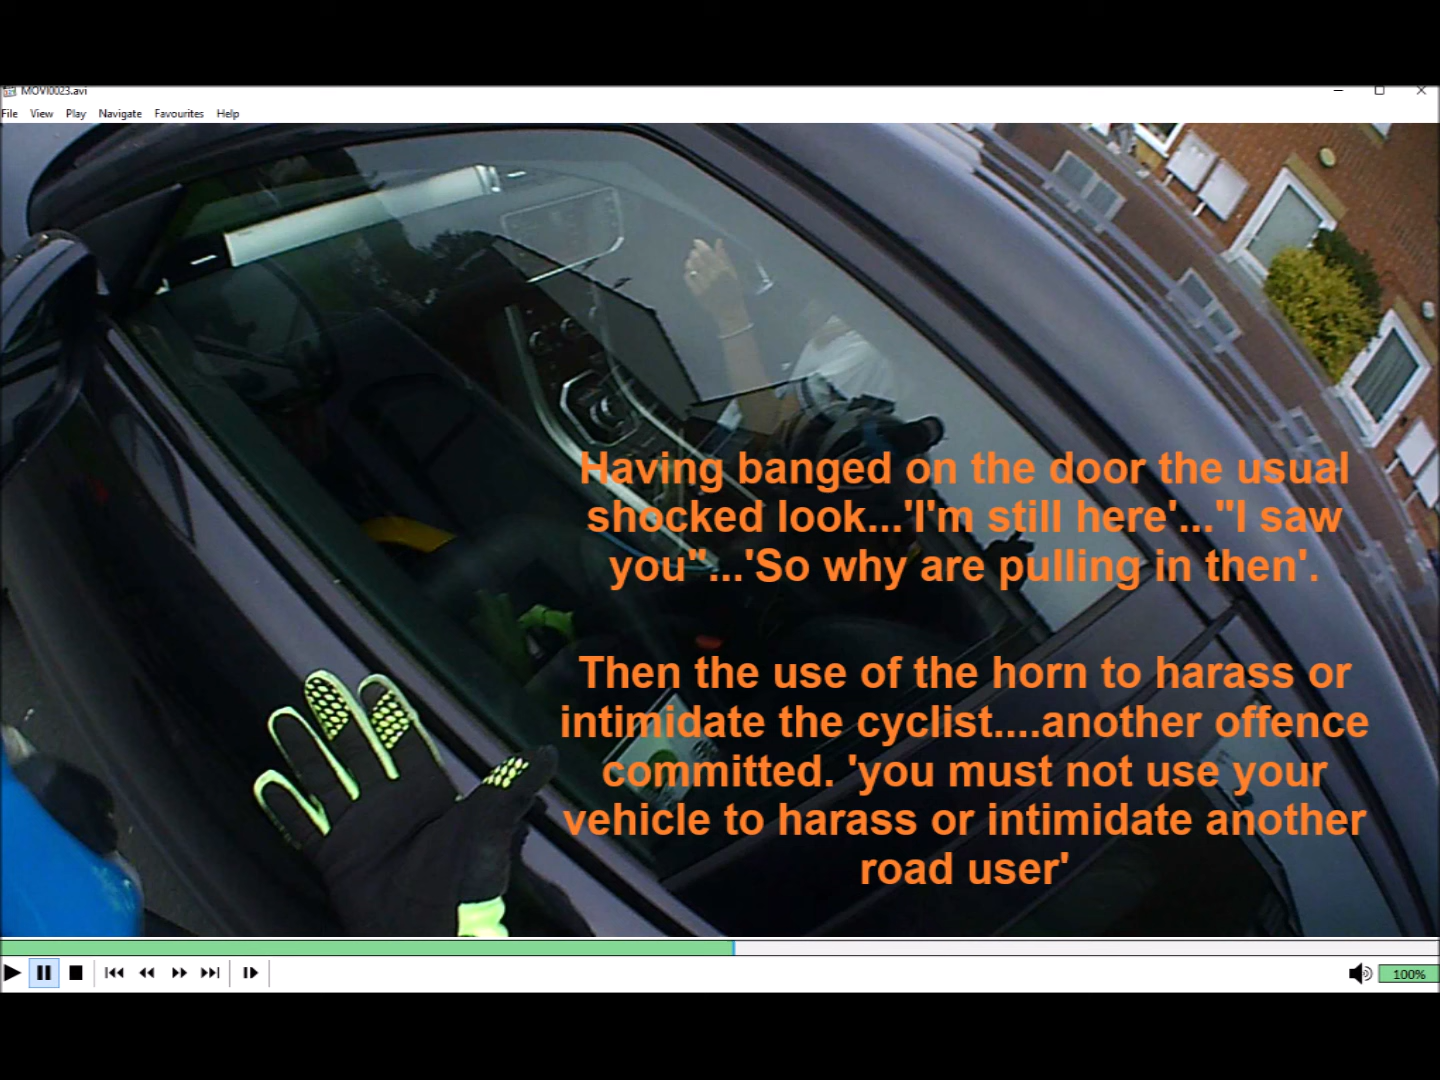 MOVI0023.avi
File View Play Navigate Favourites Help
Having banged on the door the usual
shocked look...'I'm still here'..."I saw
you"...'So why are pulling in then'.
Then the use of the horn to harass or
intimidate the cyclist....another offence
committed. 'you must not use your
vehicle to harass or intimidate another
road user'
100%